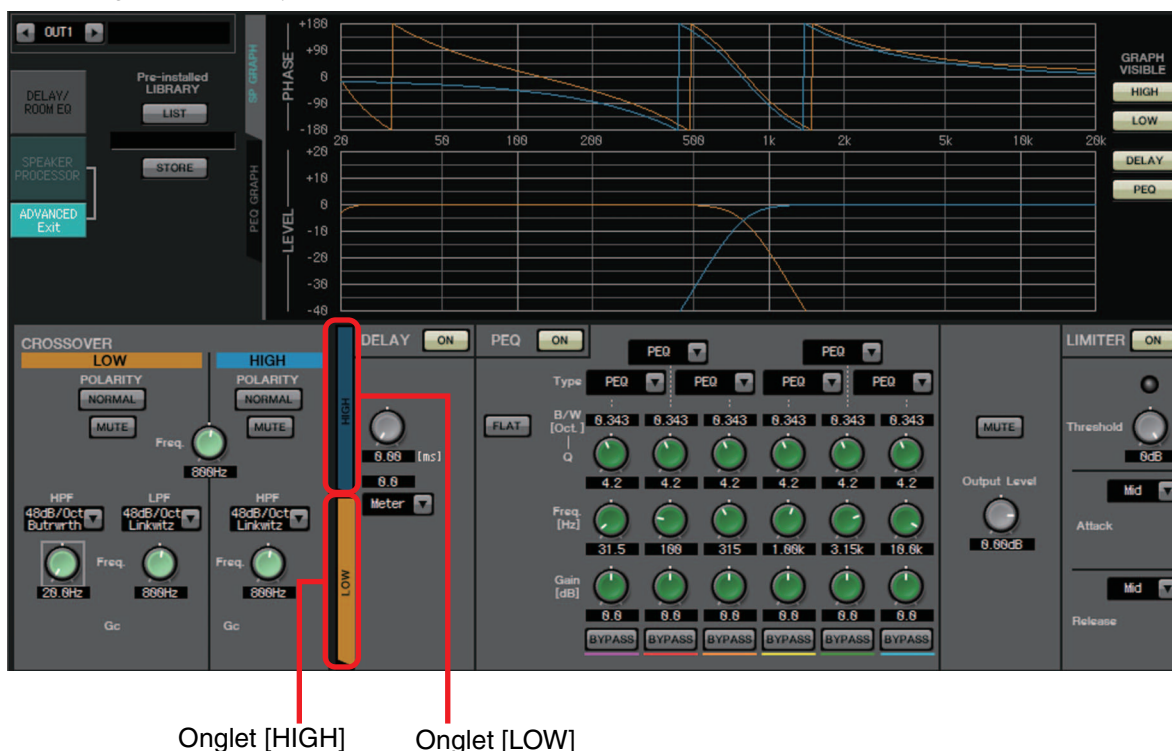 OUT1
DELAY/
ROOM EQ
SPEAKER
PROCESSOR
ADVANCED
Exit
Pre-installed
LIBRARY
LIST
STORE
SP GRAPH
PEQ GRAPH
PHASE
+180
+90
0
-90
-180
20 50 100 200 500 1k 2k 5k 10k 20k
LEVEL
+20
+10
0
-10
-20
-30
-40
GRAPH
VISIBLE
HIGH
LOW
DELAY
PEQ
CROSSOVER
LOW
POLARITY
NORMAL
MUTE
HIGH
POLARITY
NORMAL
MUTE
Freq.
800Hz
HPF
48dB/Oct
Butrwrth
LPF
48dB/Oct
Linkwitz
HPF
48dB/Oct
Linkwitz
Freq.
Freq.
20.0Hz 800Hz 800Hz
Gc
Gc
HIGH
LOW
DELAY ON
0.00 [ms]
0.0
Meter
PEQ ON
FLAT
PEQ PEQ
Type PEQ PEQ PEQ PEQ
B/W
[Oct.]
0.343 0.343 0.343 0.343 0.343 0.343
Q
4.2 4.2 4.2 4.2 4.2 4.2
Freq.
[Hz]
31.5 100 315 1.00k 3.15k 10.0k
Gain
[dB]
0.0 0.0 0.0 0.0 0.0 0.0
BYPASS BYPASS BYPASS BYPASS BYPASS BYPASS
MUTE
Output Level
0.00dB
LIMITER ON
Threshold
0dB
Mid
Attack
Mid
Release
Onglet [HIGH] Onglet [LOW]